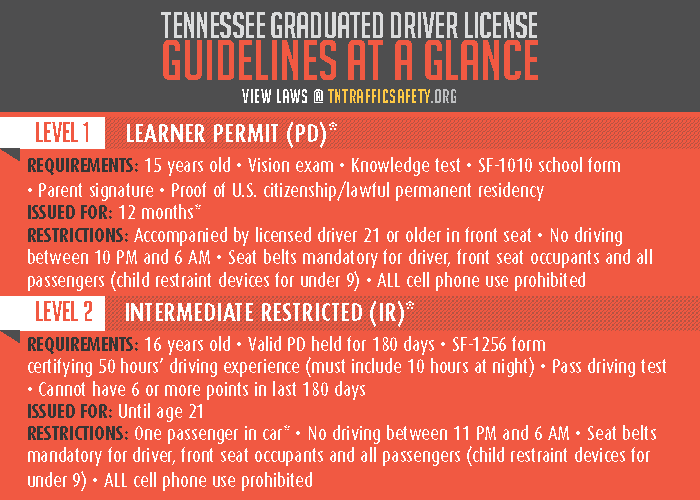 TENNESSEE GRADUATED DRIVER LICENSE
GUIDELINES AT A GLANCE
VIEW LAWS @ TNTRAFFICSAFETY.ORG
LEVEL 1 LEARNER PERMIT (PD)*
REQUIREMENTS: 15 years old • Vision exam • Knowledge test • SF-1010 school form
• Parent signature • Proof of U.S. citizenship/lawful permanent residency
ISSUED FOR: 12 months*
RESTRICTIONS: Accompanied by licensed driver 21 or older in front seat • No driving
between 10 PM and 6 AM • Seat belts mandatory for driver, front seat occupants and all
passengers (child restraint devices for under 9) • ALL cell phone use prohibited
LEVEL 2 INTERMEDIATE RESTRICTED (IR)*
REQUIREMENTS: 16 years old • Valid PD held for 180 days • SF-1256 form
certifying 50 hours' driving experience (must include 10 hours at night) • Pass driving test
• Cannot have 6 or more points in last 180 days
ISSUED FOR: Until age 21
RESTRICTIONS: One passenger in car* • No driving between 11 PM and 6 AM • Seat belts
mandatory for driver, front seat occupants and all passengers (child restraint devices for
under 9) • ALL cell phone use prohibited